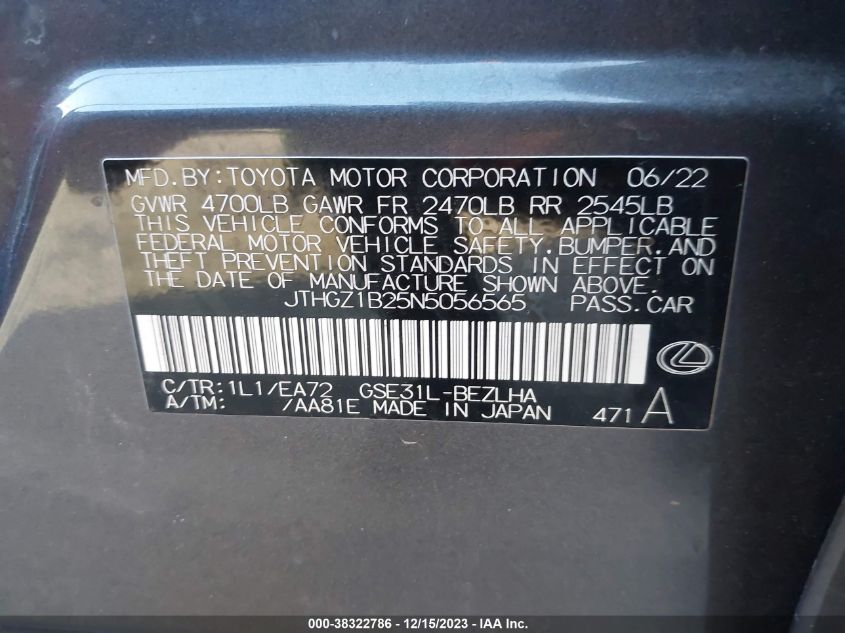 MFD.BY:TOYOTA MOTOR CORPORATION 06/22
GVWR 4700LB GAWR FR 2470LB RR 2545LB
THIS VEHICLE CONFORMS TO ALL APPLICABLE
FEDERAL MOTOR VEHICLE SAFETY,BUMPER,AND
THEFT PREVENTION STANDARDS IN EFFECT ON
THE DATE OF MANUFACTURE SHOWN ABOVE.
JTHGZ1B25N5056565 PASS.CAR
C/TR:1L1/EA72 GSE31L-BEZLHA
A/TM: /AA81E MADE IN JAPAN 471 A
000-38322786 - 12/15/2023 - IAA Inc.